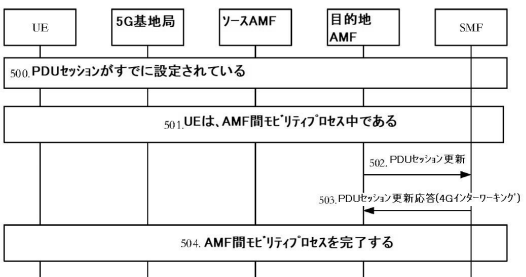 UE
5G基地局
ソースAMF
目的地
AMF
SMF
500. PDUセッションがすでに設定されている
501. UEは、AMF間モビリティプロセス中である
502. PDUセッション更新
503. PDUセッション更新応答(4Gインターワーキング)
504. AMF間モビリティプロセスを完了する